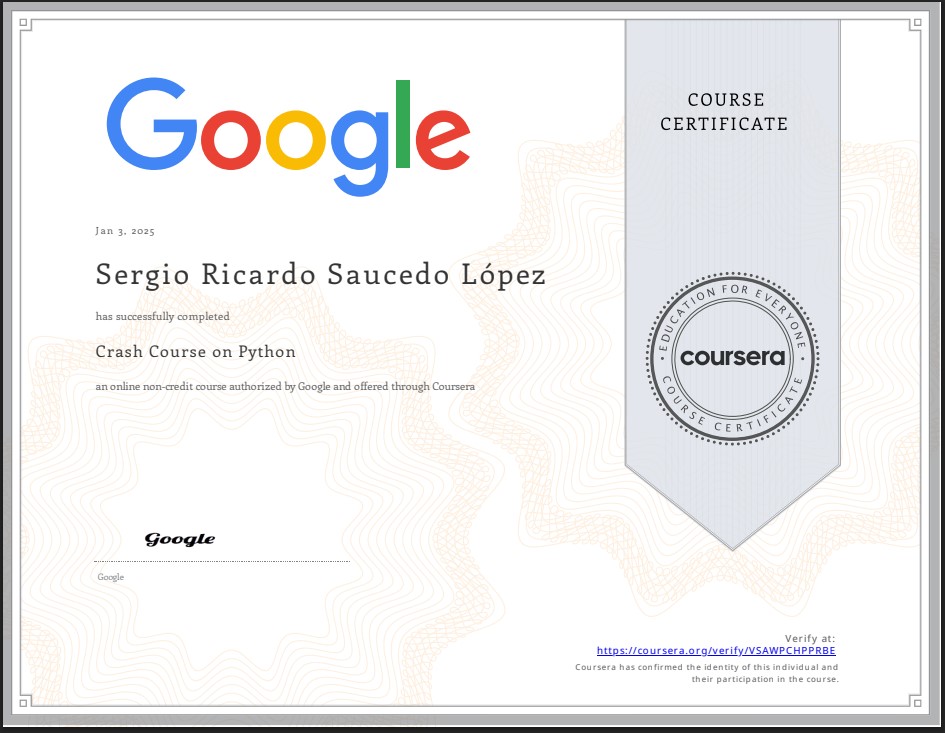 Google
COURSE
CERTIFICATE
Jan 3, 2025
Sergio Ricardo Saucedo López
has successfully completed
Crash Course on Python
an online non-credit course authorized by Google and offered through Coursera
EDUCATION FOR EVERYONE
coursera
COURSE CERTIFICATE
Google
Google
Verify at:
https://coursera.org/verify/VSAWPCHPPRBE
Coursera has confirmed the identity of this individual and
their participation in the course.